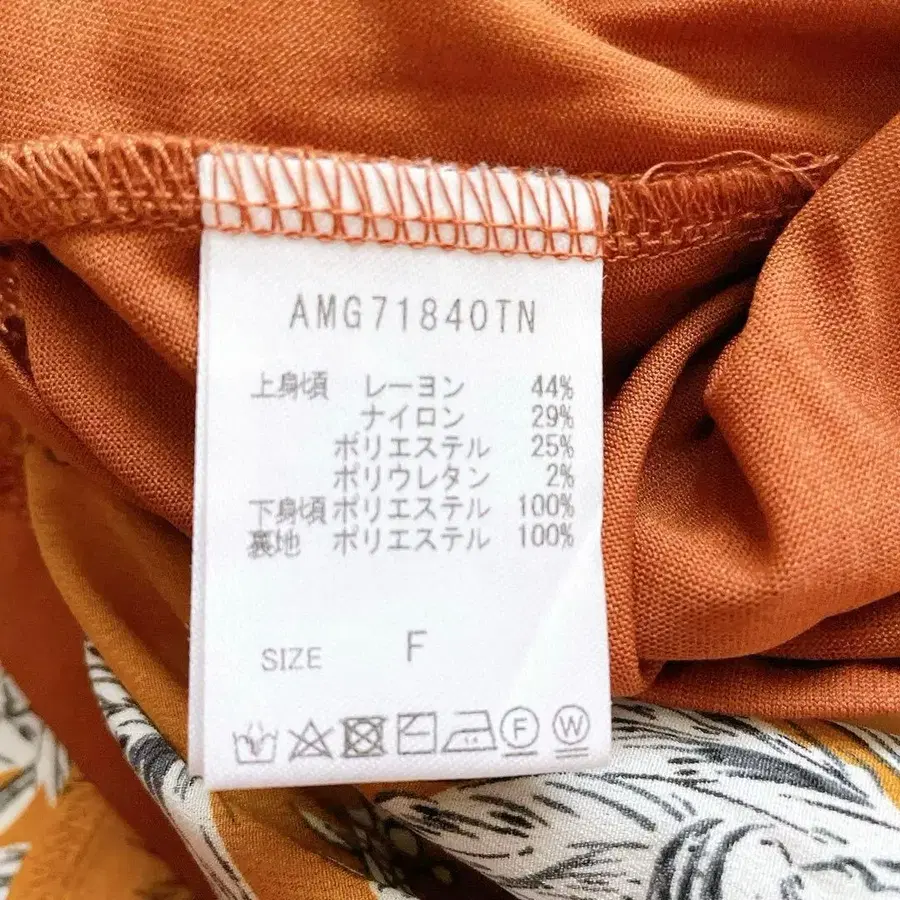 AMG71840TN
上身頃 レーヨン 44%
ナイロン 29%
ポリエステル 25%
ポリウレタン 2%
下身頃 ポリエステル 100%
裏地 ポリエステル 100%
SIZE F
F W